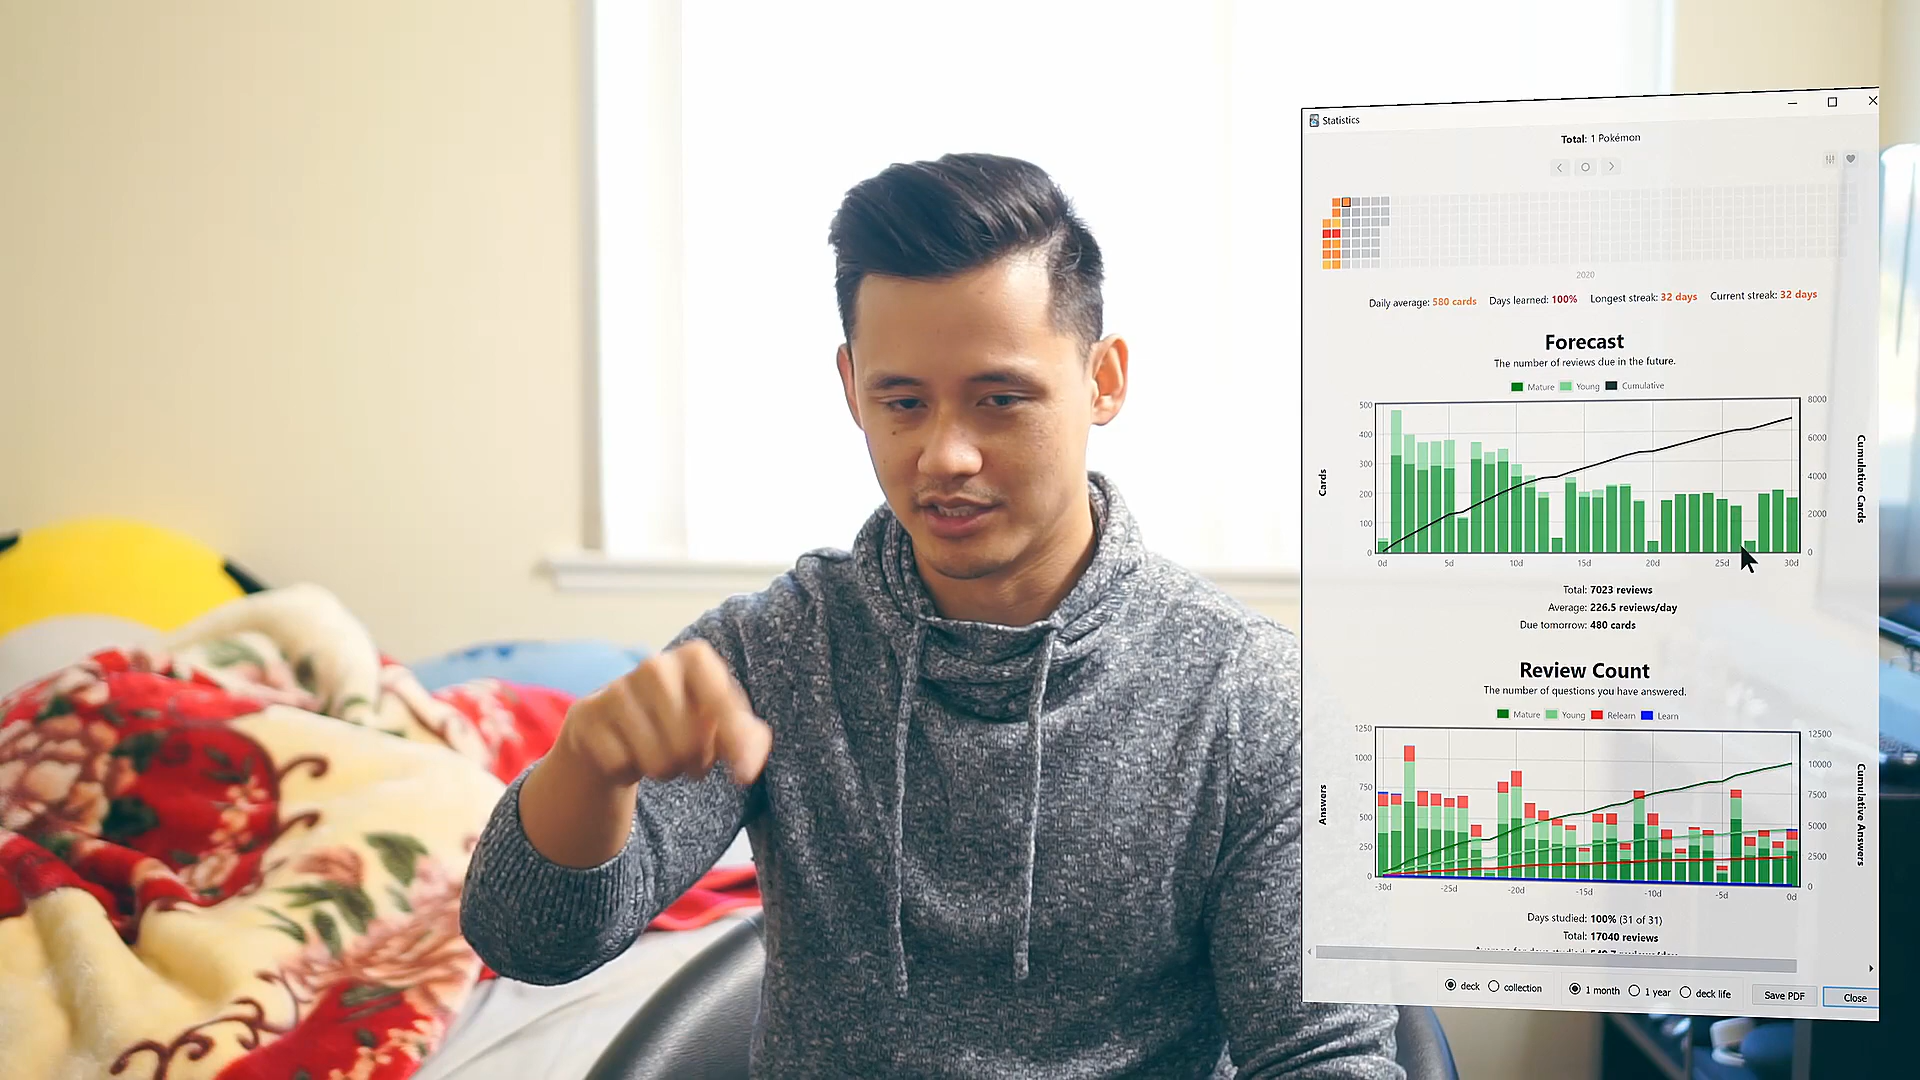 Statistics
Total: 1 Pokémon
2020
Daily average: 580 cards Days learned: 100% Longest streak: 32 days Current streak: 32 days
Forecast
The number of reviews due in the future.
Mature Young Cumulative
500 400 300 200 100 0
Cards
8000 6000 4000 2000 0
Cumulative Cards
0d 5d 10d 15d 20d 25d 30d
Total: 7023 reviews
Average: 226.5 reviews/day
Due tomorrow: 480 cards
Review Count
The number of questions you have answered.
Mature Young Relearn Learn
1250 1000 750 500 250 0
Answers
12500 10000 7500 5000 2500 0
Cumulative Answers
-30d -25d -20d -15d -10d -5d 0d
Days studied: 100% (31 of 31)
Total: 17040 reviews
deck collection 1 month 1 year deck life Save PDF Close